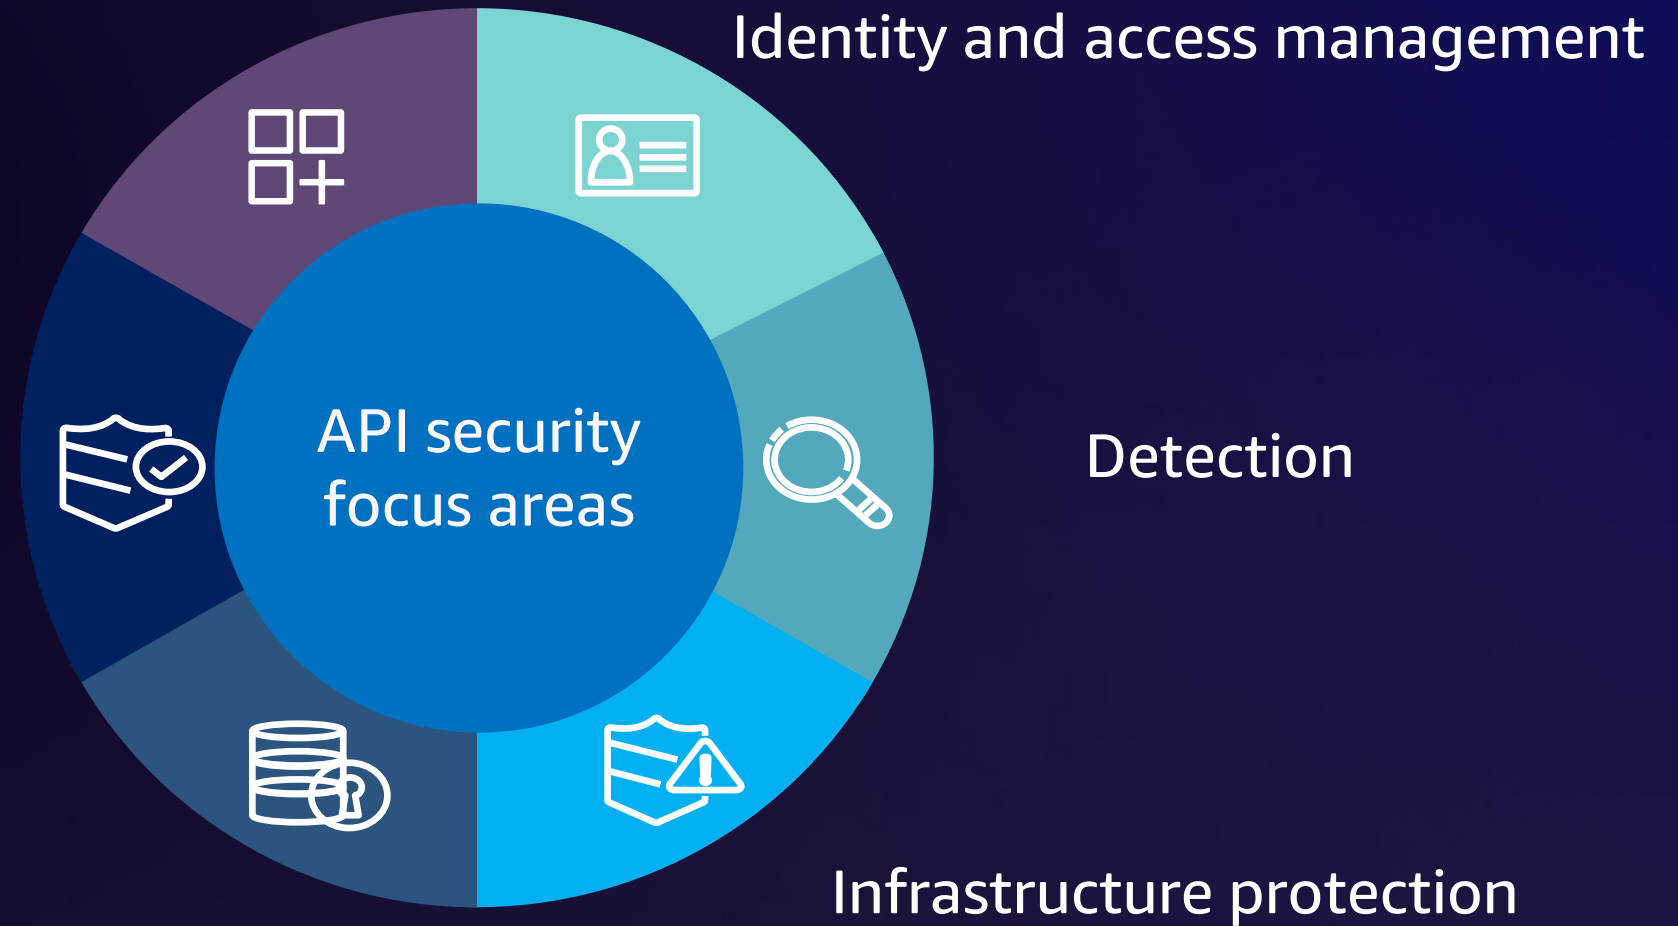 Identity and access management
API security
focus areas
Detection
Infrastructure protection